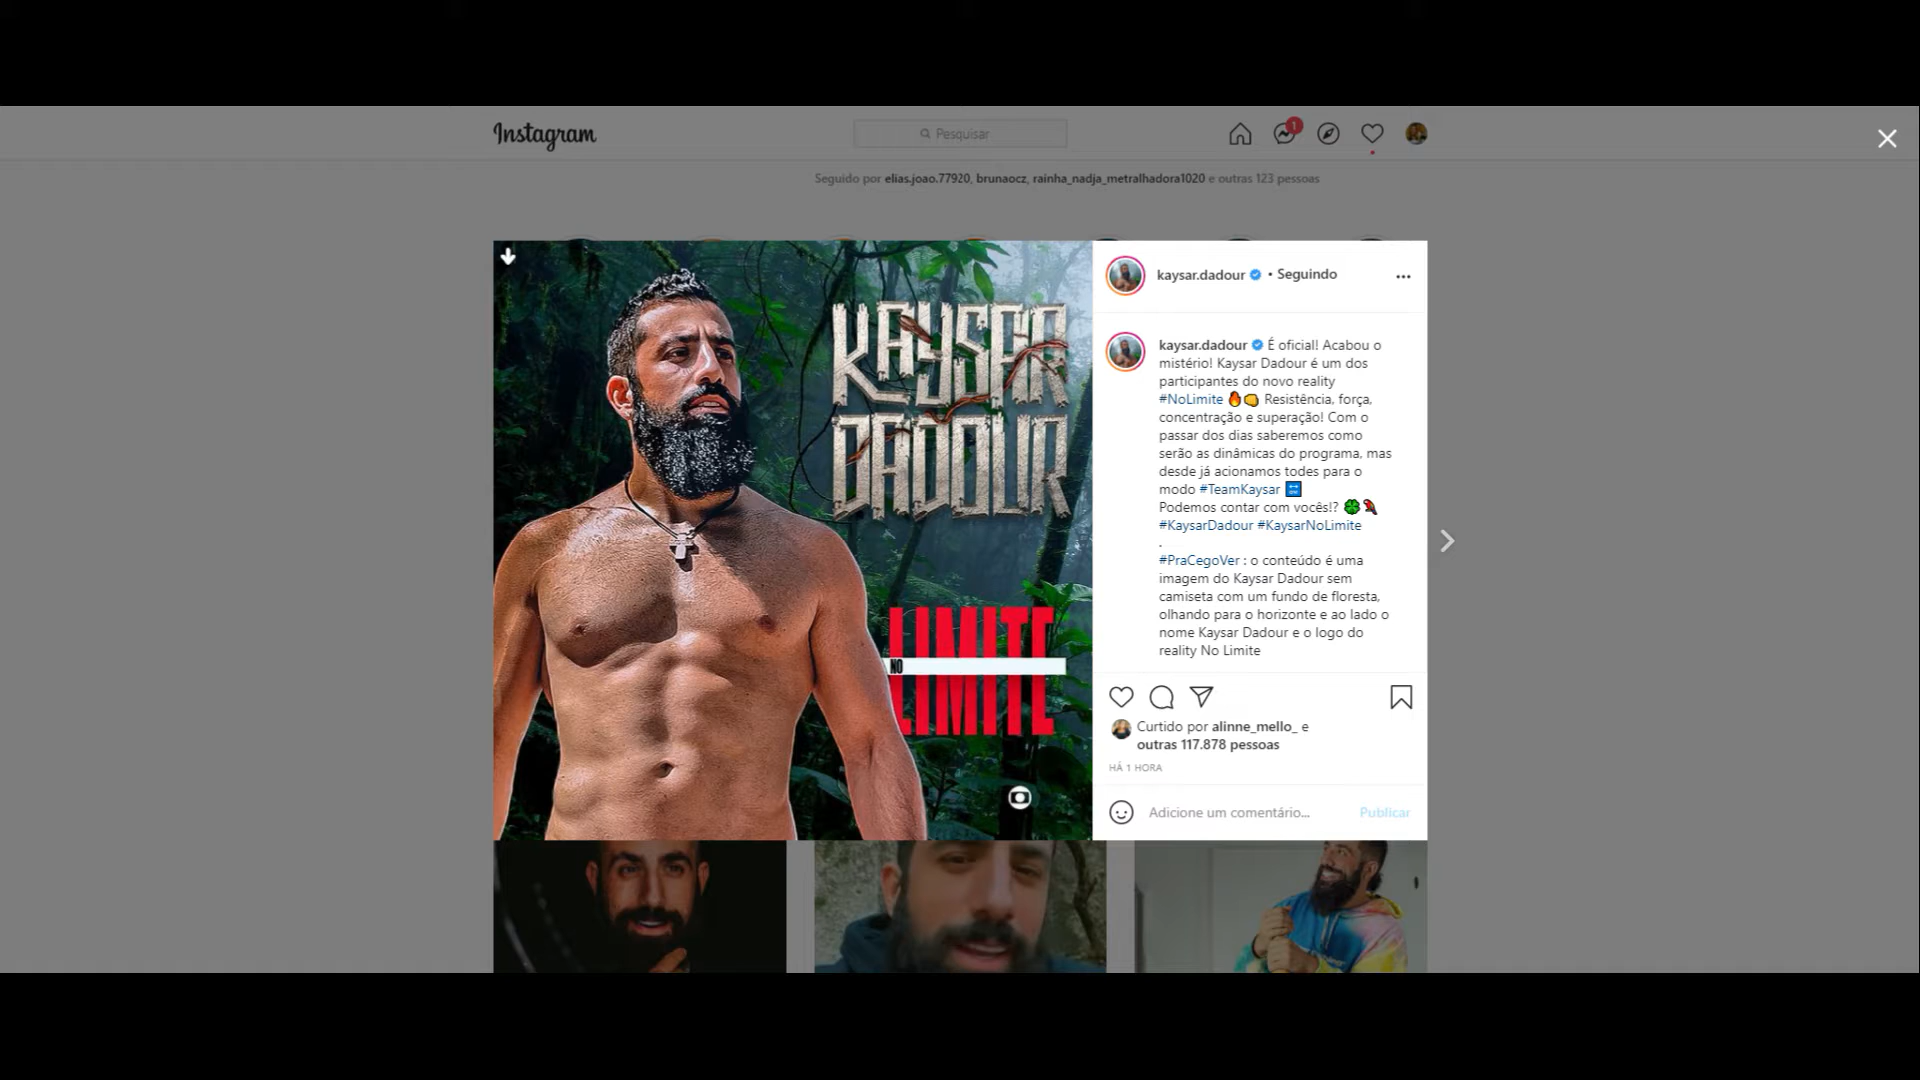 Instagram
Pesquisar
1
Seguido por elias.joao.77920, brunaocz, rainha_nadja_metralhadora1020 e outras 123 pessoas
KAYSAR
DADOUR
NO
LIMITE
kaysar.dadour • Seguindo
kaysar.dadour É oficial! Acabou o
mistério! Kaysar Dadour é um dos
participantes do novo reality
#NoLimite 🔥👊 Resistência, força,
concentração e superação! Com o
passar dos dias saberemos como
serão as dinâmicas do programa, mas
desde já acionamos todes para o
modo #TeamKaysar 🔛
Podemos contar com vocês!? 🍀🦜
#KaysarDadour #KaysarNoLimite
.
#PraCegoVer : o conteúdo é uma
imagem do Kaysar Dadour sem
camiseta com um fundo de floresta,
olhando para o horizonte e ao lado o
nome Kaysar Dadour e o logo do
reality No Limite
Curtido por alinne_mello_ e
outras 117.878 pessoas
HÁ 1 HORA
Adicione um comentário...
Publicar